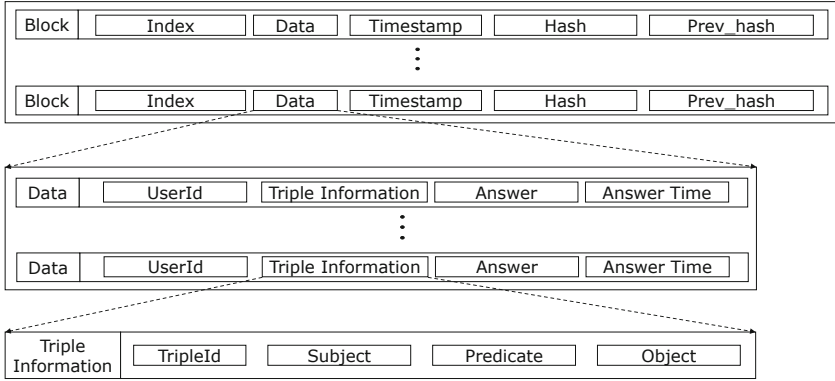 Block Index Data Timestamp Hash Prev_hash
Block Index Data Timestamp Hash Prev_hash
Data UserId Triple Information Answer Answer Time
Data UserId Triple Information Answer Answer Time
Triple
Information TripleId Subject Predicate Object